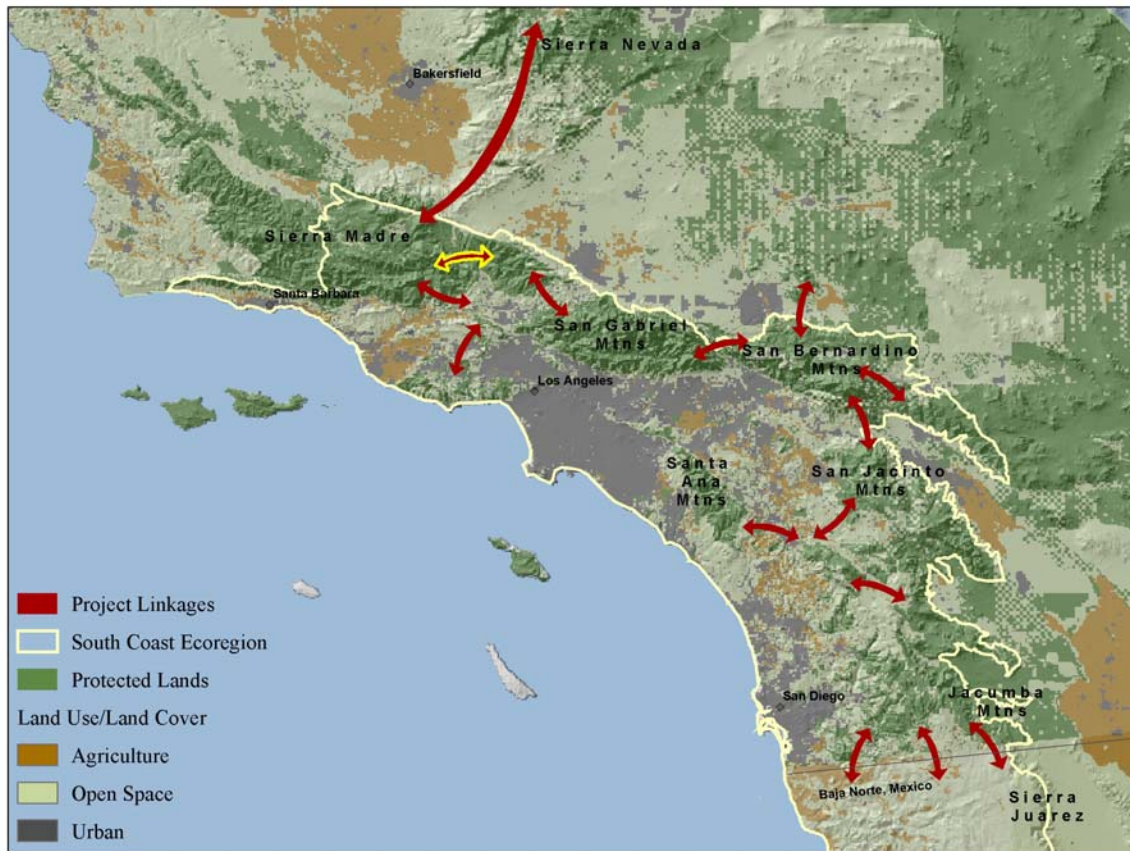 Sierra Nevada
Bakersfield
Sierra Madre
Santa Barbara
San Gabriel
Mtns
San Bernardino
Mtns
Los Angeles
Santa
Ana
Mtns
San Jacinto
Mtns
Project Linkages
South Coast Ecoregion
Protected Lands
Land Use/Land Cover
Agriculture
Open Space
Urban
San Diego
Jacumba
Mtns
Baja Norte, Mexico
Sierra
Juarez